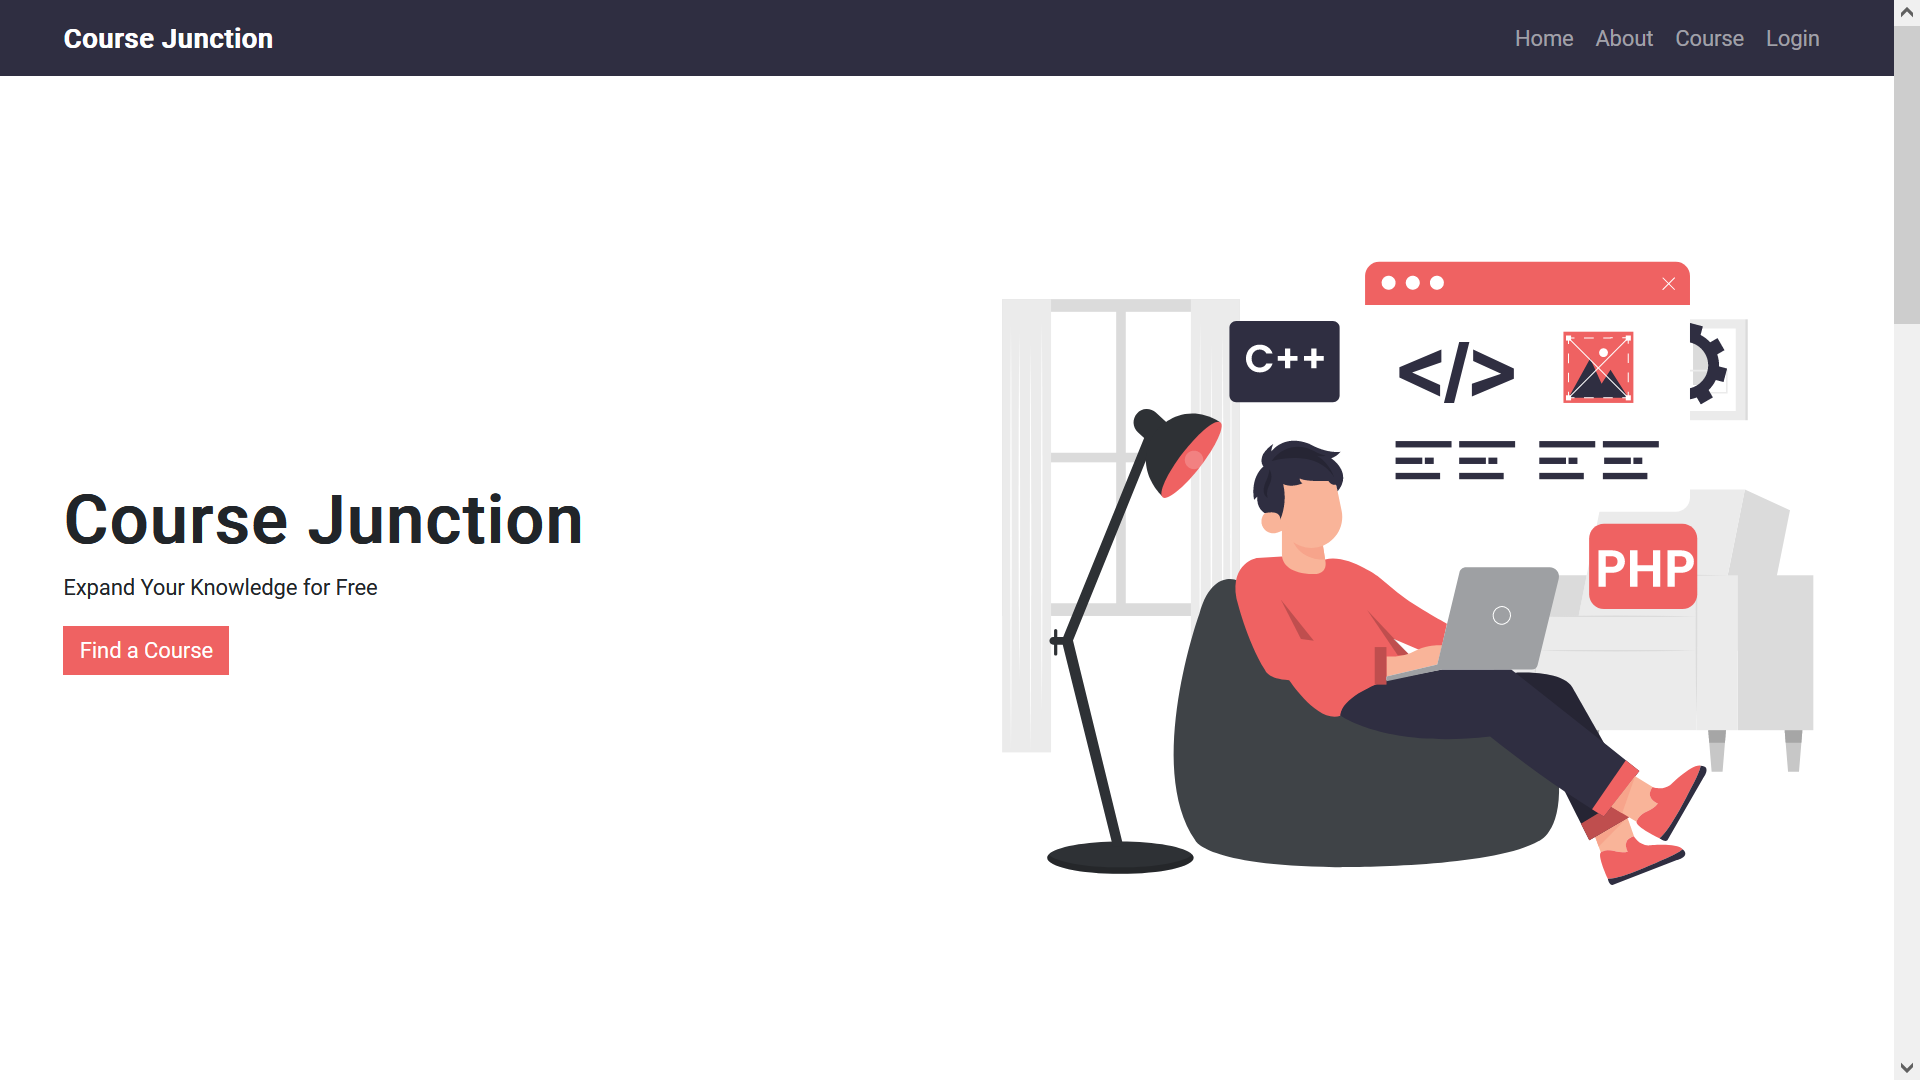 Course Junction
Home About Course Login
C++
</>
Course Junction
PHP
Expand Your Knowledge for Free
Find a Course